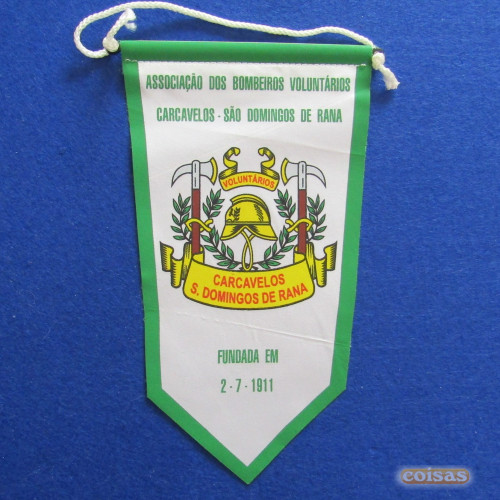 ASSOCIAÇÃO DOS BOMBEIROS VOLUNTÁRIOS
CARCAVELOS - SÃO DOMINGOS DE RANA
VOLUNTÁRIOS
CARCAVELOS
S. DOMINGOS DE RANA
FUNDADA EM
2 - 7 - 1911
coisas